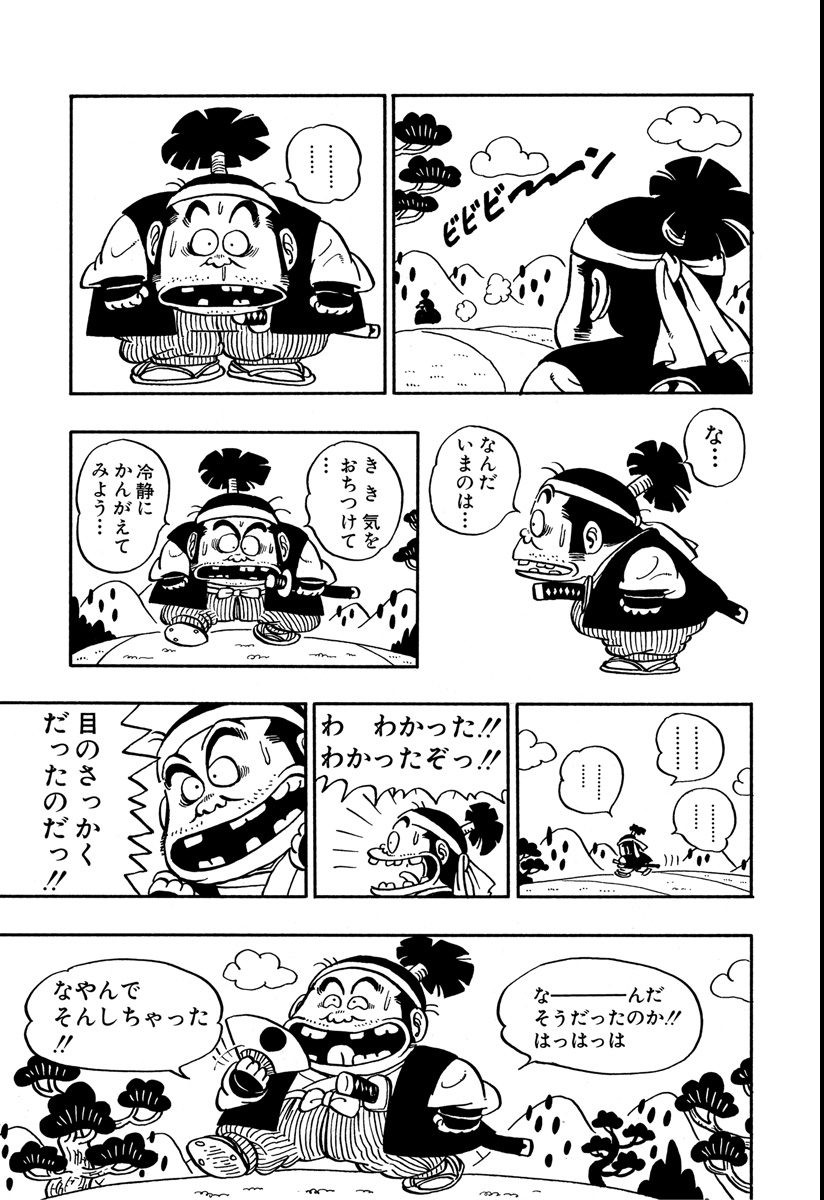 ビビビーーン
……
……
な…
なんだ
いまのは…
き き 気を
おちつけて
…
冷静に
かんがえて
みよう…
……
……
……
……
……
……
わ わかった!!
わかったぞっ!!
目のさっかく
だったのだっ!!
な―――んだ
そうだったのか!!
はっはっは
なやんで
そんしちゃった
!!